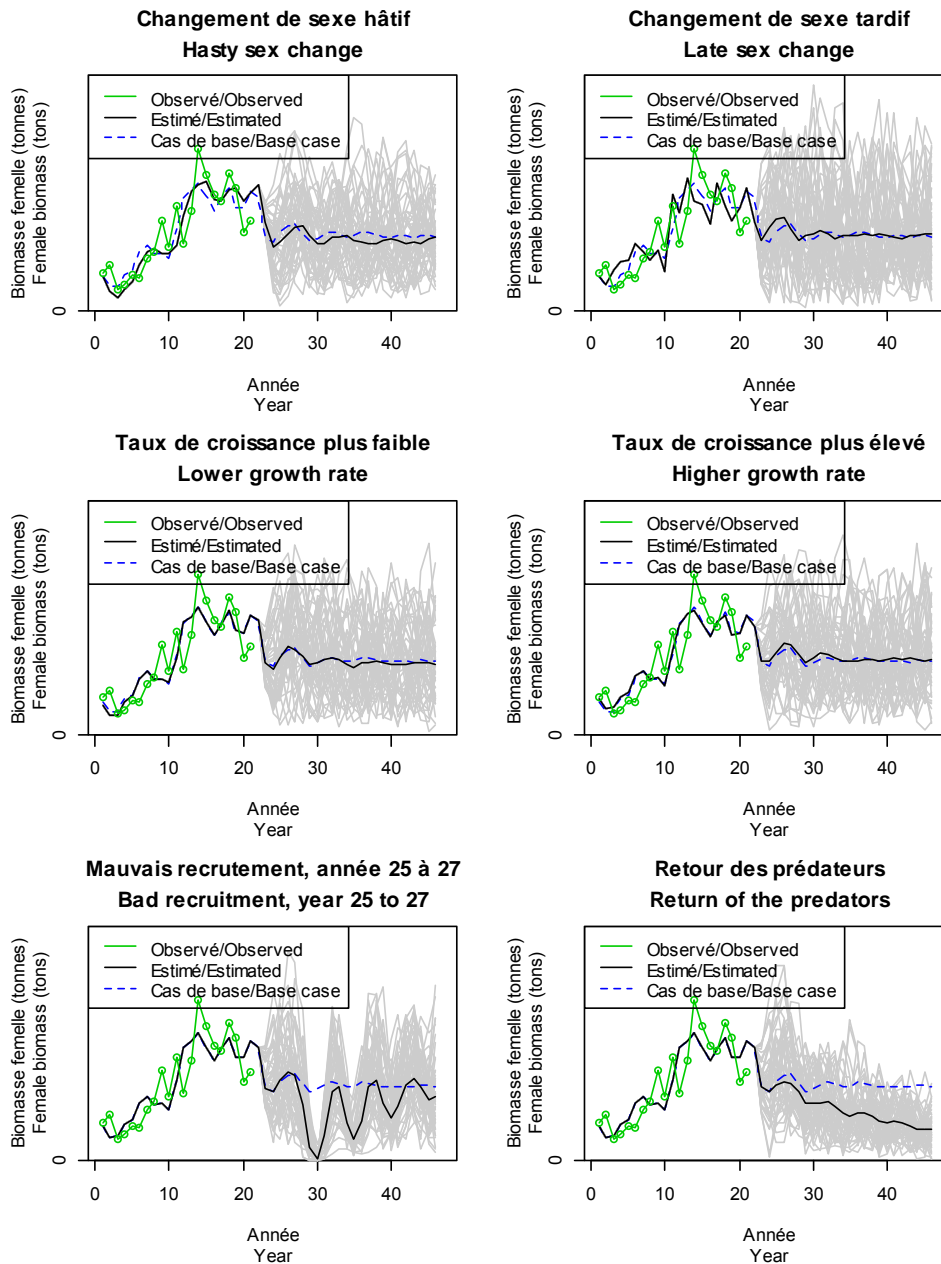 Changement de sexe hâtif
Hasty sex change
Biomasse femelle (tonnes)
Female biomass (tons)
Observé/Observed
Estimé/Estimated
Cas de base/Base case
0
0 10 20 30 40
Année
Year
Changement de sexe tardif
Late sex change
Biomasse femelle (tonnes)
Female biomass (tons)
Observé/Observed
Estimé/Estimated
Cas de base/Base case
0
0 10 20 30 40
Année
Year
Taux de croissance plus faible
Lower growth rate
Biomasse femelle (tonnes)
Female biomass (tons)
Observé/Observed
Estimé/Estimated
Cas de base/Base case
0
0 10 20 30 40
Année
Year
Taux de croissance plus élevé
Higher growth rate
Biomasse femelle (tonnes)
Female biomass (tons)
Observé/Observed
Estimé/Estimated
Cas de base/Base case
0
0 10 20 30 40
Année
Year
Mauvais recrutement, année 25 à 27
Bad recruitment, year 25 to 27
Biomasse femelle (tonnes)
Female biomass (tons)
Observé/Observed
Estimé/Estimated
Cas de base/Base case
0
0 10 20 30 40
Année
Year
Retour des prédateurs
Return of the predators
Biomasse femelle (tonnes)
Female biomass (tons)
Observé/Observed
Estimé/Estimated
Cas de base/Base case
0
0 10 20 30 40
Année
Year